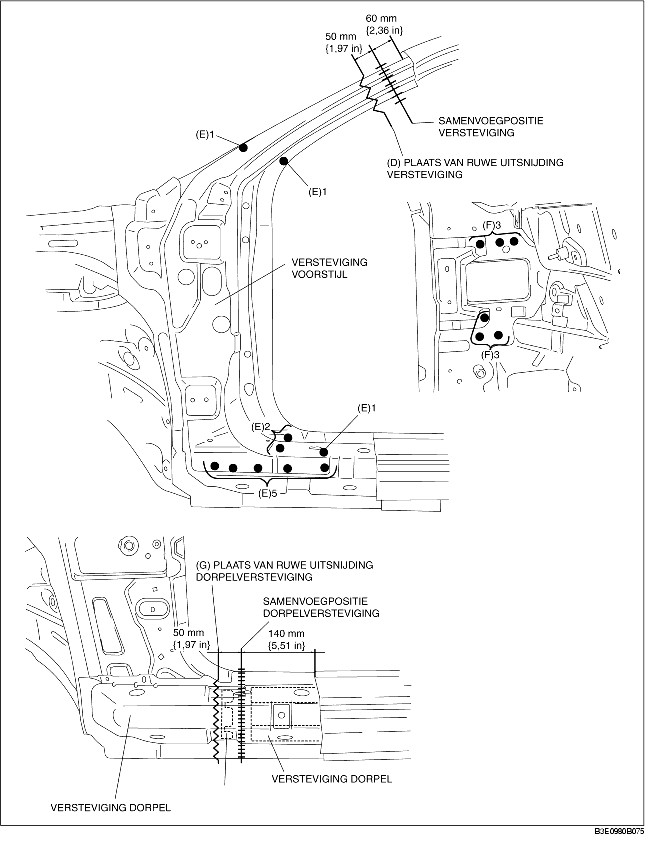 60 mm
{2,36 in}
50 mm
{1,97 in}
SAMENVOEGPOSITIE
VERSTEVIGING
(E)1
(D) PLAATS VAN RUWE UITSNIJDING
VERSTEVIGING
(E)1
(F)3
VERSTEVIGING
VOORSTIJL
(F)3
(E)1
(E)2
(E)5
(G) PLAATS VAN RUWE UITSNIJDING
DORPELVERSTEVIGING
SAMENVOEGPOSITIE
DORPELVERSTEVIGING
50 mm
{1,97 in}
140 mm
{5,51 in}
VERSTEVIGING DORPEL
VERSTEVIGING DORPEL
B3E0980B075